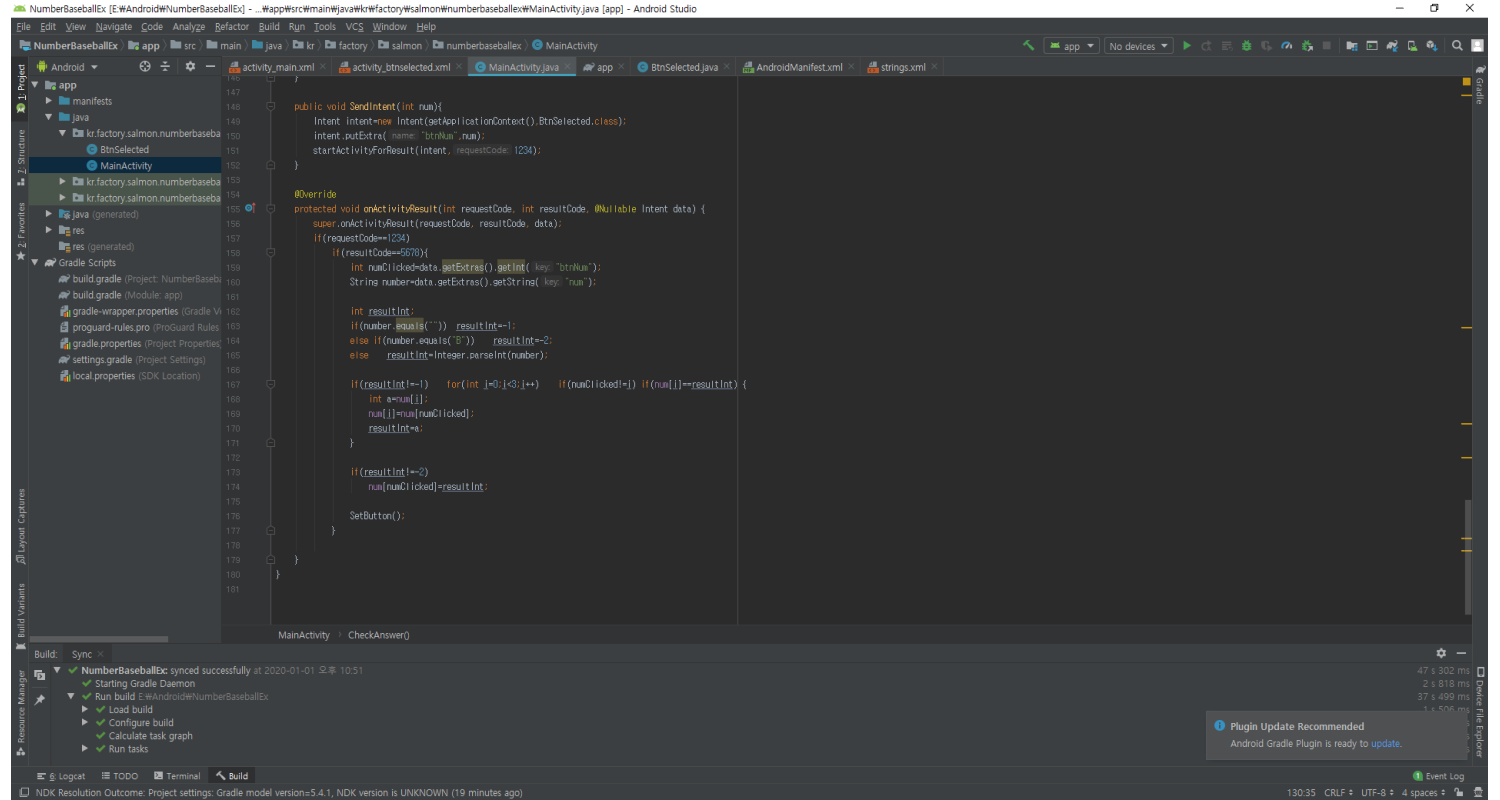 NumberBaseballEx [E:₩Android₩NumberBaseballEx] - ...₩app₩src₩main₩java₩kr₩factory₩salmon₩numberbaseballex₩MainActivity.java [app] - Android Studio
File Edit View Navigate Code Analyze Refactor Build Run Tools VCS Window Help
NumberBaseballEx app src main java kr factory salmon numberbaseballex MainActivity
app No devices
Android
activity_main.xml activity_btnselected.xml MainActivity.java app BtnSelected.java AndroidManifest.xml strings.xml
1: Project
Z: Structure
2: Favorites
Layout Captures
Build Variants
Resource Manager
app
manifests
java
kr.factory.salmon.numberbaseba
BtnSelected
MainActivity
kr.factory.salmon.numberbaseba
kr.factory.salmon.numberbaseba
java (generated)
res
res (generated)
Gradle Scripts
build.gradle (Project: NumberBaseba
build.gradle (Module: app)
gradle-wrapper.properties (Gradle V
proguard-rules.pro (ProGuard Rules
gradle.properties (Project Properties
settings.gradle (Project Settings)
local.properties (SDK Location)
146 }
147
148 public void SendIntent(int num){
149 Intent intent=new Intent(getApplicationContext(),BtnSelected.class);
150 intent.putExtra( name: "btnNum",num);
151 startActivityForResult(intent, requestCode: 1234);
152 }
153
154 @Override
155 protected void onActivityResult(int requestCode, int resultCode, @Nullable Intent data) {
156 super.onActivityResult(requestCode, resultCode, data);
157 if(requestCode==1234)
158 if(resultCode==5678){
159 int numClicked=data.getExtras().getInt( key: "btnNum");
160 String number=data.getExtras().getString( key: "num");
161
162 int resultInt;
163 if(number.equals("")) resultInt=-1;
164 else if(number.equals("B")) resultInt=-2;
165 else resultInt=Integer.parseInt(number);
166
167 if(resultInt!=-1) for(int i=0;i<3;i++) if(numClicked!=i) if(num[i]==resultInt) {
168 int a=num[i];
169 num[i]=num[numClicked];
170 resultInt=a;
171 }
172
173 if(resultInt!=-2)
174 num[numClicked]=resultInt;
175
176 SetButton();
177 }
178
179 }
180 }
181
MainActivity CheckAnswer()
Gradle
Device File Explorer
Build: Sync
NumberBaseballEx: synced successfully at 2020-01-01 오후 10:51 47 s 302 ms
Starting Gradle Daemon 2 s 818 ms
Run build E:₩Android₩NumberBaseballEx 37 s 499 ms
Load build 1 s 506 ms
Configure build
Calculate task graph
Run tasks
Plugin Update Recommended
Android Gradle Plugin is ready to update.
6: Logcat TODO Terminal Build 1 Event Log
NDK Resolution Outcome: Project settings: Gradle model version=5.4.1, NDK version is UNKNOWN (19 minutes ago) 130:35 CRLF UTF-8 4 spaces